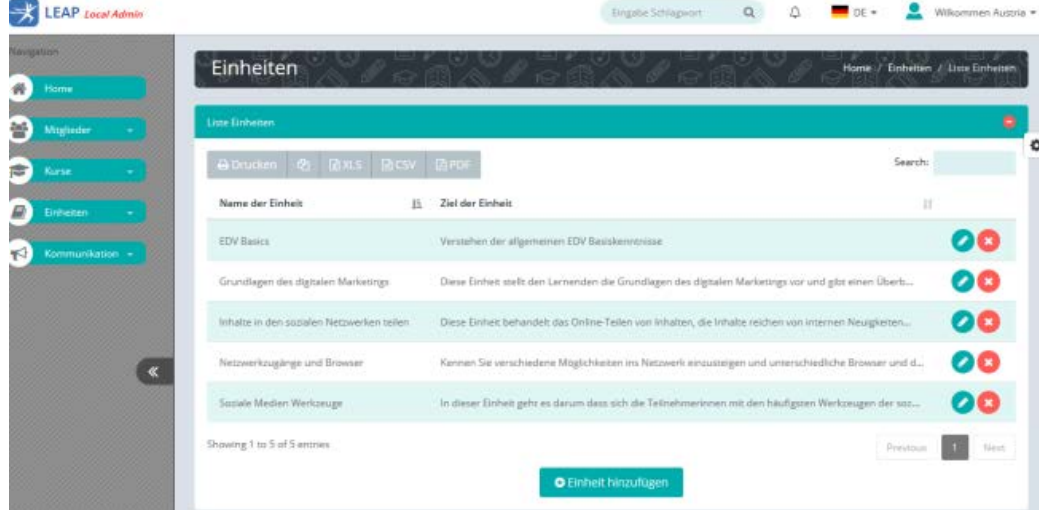 LEAP Local Admin
Eingabe Schlagwort
DE
Willkommen Austria
Navigation
Home
Mitglieder
Kurse
Einheiten
Kommunikation
Einheiten
Home / Einheiten / Liste Einheiten
Liste Einheiten
Drucken
XLS
CSV
PDF
Search:
Name der Einheit
Ziel der Einheit
EDV Basics
Verstehen der allgemeinen EDV Basiskenntnisse
Grundlagen des digitalen Marketings
Diese Einheit stellt den Lernenden die Grundlagen des digitalen Marketings vor und gibt einen Überb...
Inhalte in den sozialen Netzwerken teilen
Diese Einheit behandelt das Online-Teilen von Inhalten, die Inhalte reichen von internen Neuigkeiten...
Netzwerkzugänge und Browser
Kennen Sie verschiedene Möglichkeiten ins Netzwerk einzusteigen und unterschiedliche Browser und d...
Soziale Medien Werkzeuge
In dieser Einheit geht es darum dass sich die Teilnehmerinnen mit den häufigsten Werkzeugen der soz...
Showing 1 to 5 of 5 entries
Previous
1
Next
Einheit hinzufügen